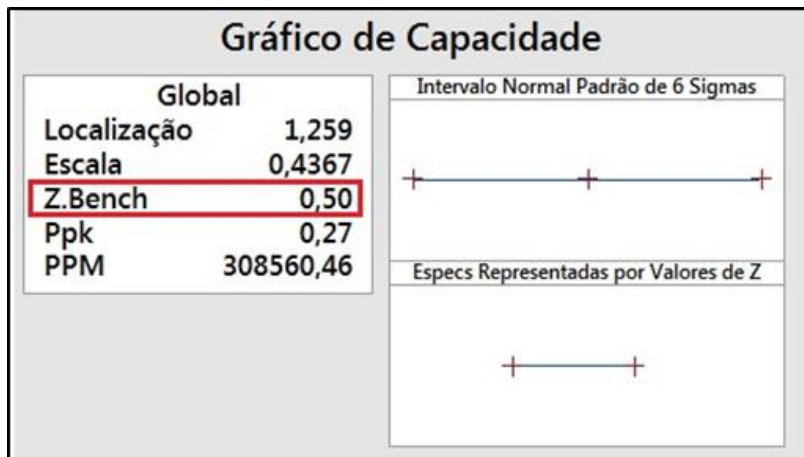 Gráfico de Capacidade
Global
Localização 1,259
Escala 0,4367
Z.Bench 0,50
Ppk 0,27
PPM 308560,46
Intervalo Normal Padrão de 6 Sigmas
Especs Representadas por Valores de Z